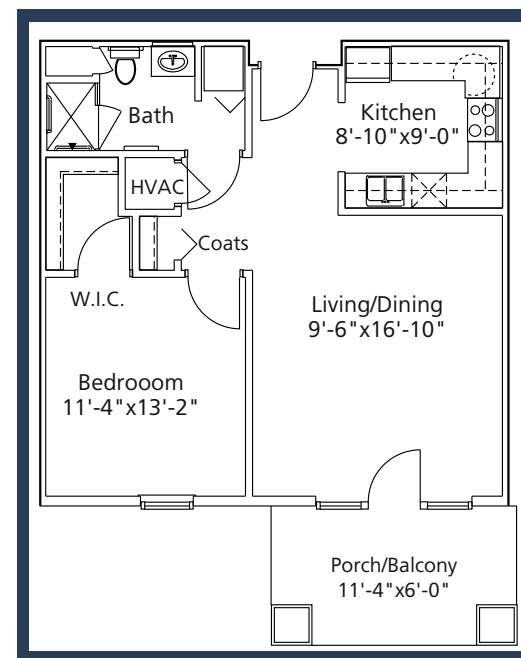 Bath
Kitchen
8'-10"x9'-0"
HVAC
Coats
W.I.C.
Living/Dining
9'-6"x16'-10"
Bedrooom
11'-4"x13'-2"
Porch/Balcony
11'-4"x6'-0"